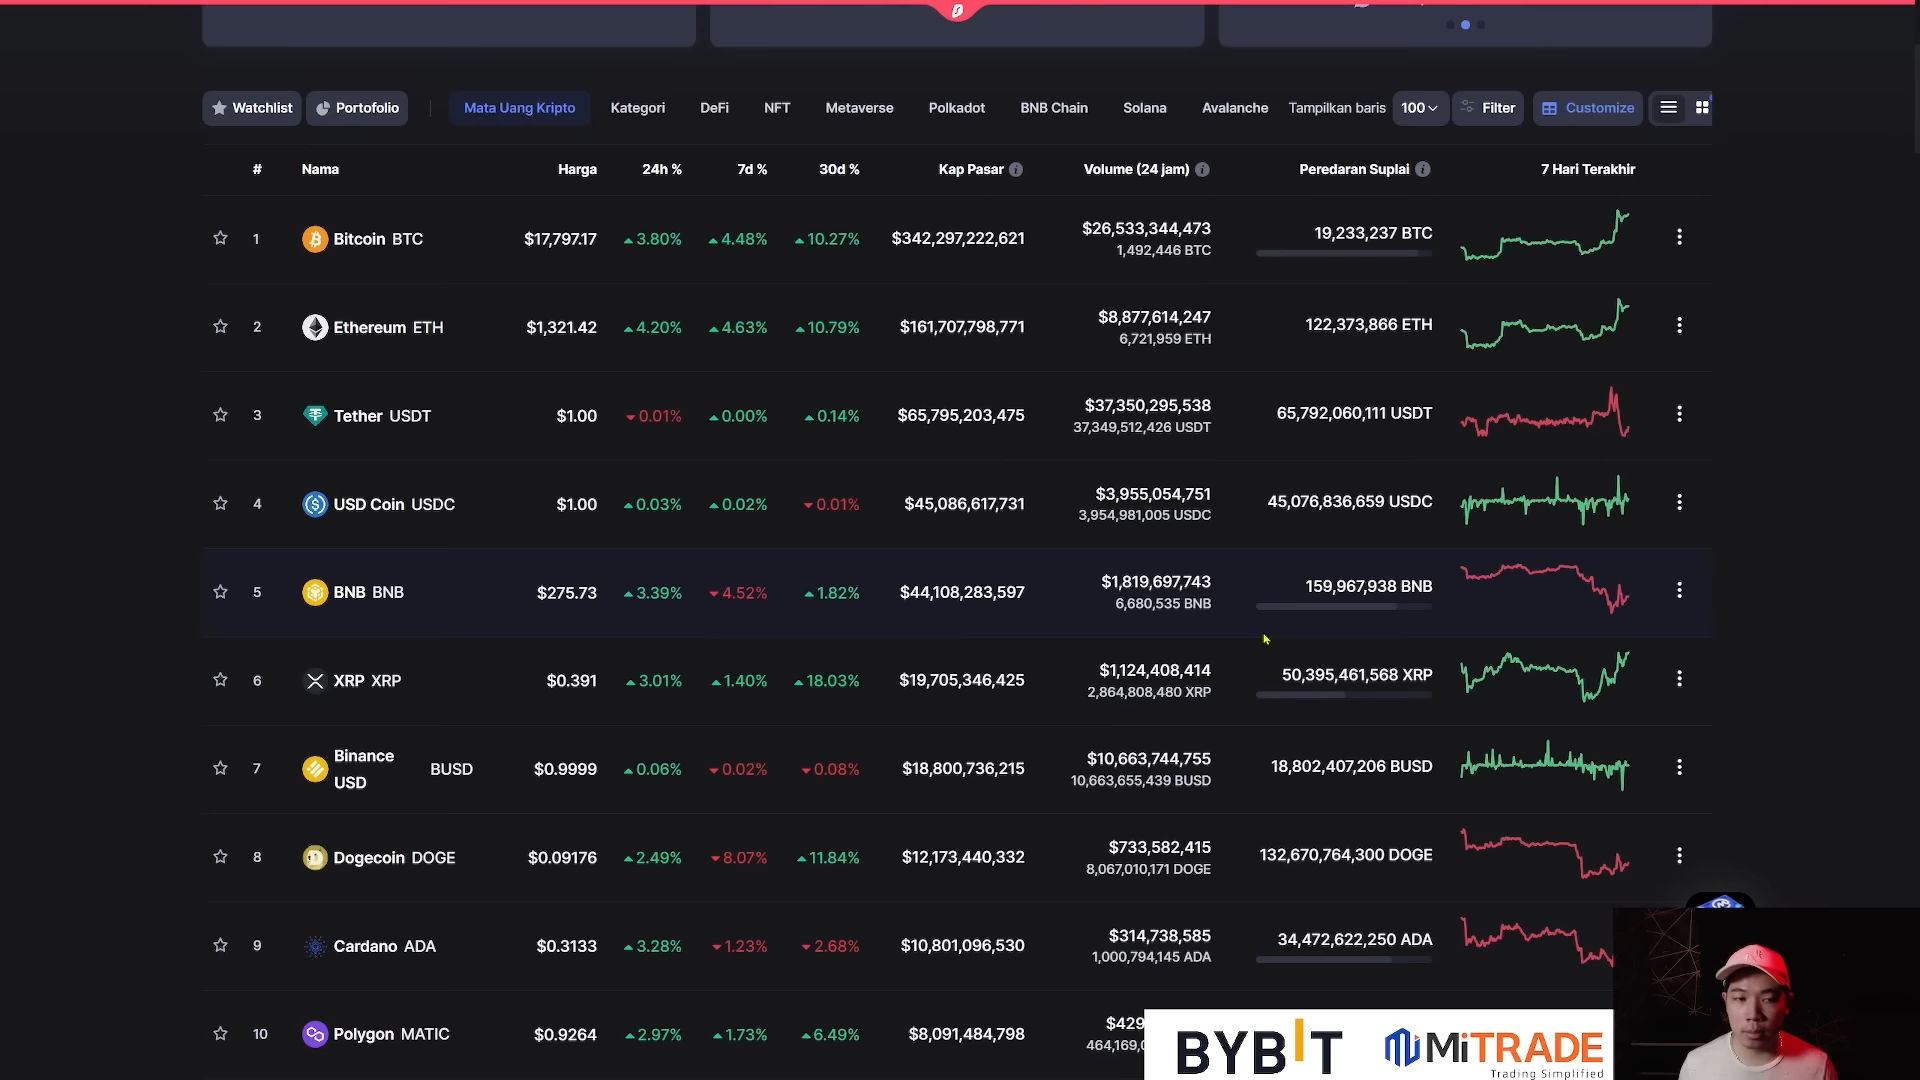 Watchlist Portofolio Mata Uang Kripto Kategori DeFi NFT Metaverse Polkadot BNB Chain Solana Avalanche Tampilkan baris 100 Filter Customize
# Nama Harga 24h % 7d % 30d % Kap Pasar Volume (24 jam) Peredaran Suplai 7 Hari Terakhir
1 Bitcoin BTC $17,797.17 3.80% 4.48% 10.27% $342,297,222,621 $26,533,344,473 19,233,237 BTC
1,492,446 BTC
2 Ethereum ETH $1,321.42 4.20% 4.63% 10.79% $161,707,798,771 $8,877,614,247 122,373,866 ETH
6,721,959 ETH
3 Tether USDT $1.00 0.01% 0.00% 0.14% $65,795,203,475 $37,350,295,538 65,792,060,111 USDT
37,349,512,426 USDT
4 USD Coin USDC $1.00 0.03% 0.02% 0.01% $45,086,617,731 $3,955,054,751 45,076,836,659 USDC
3,954,981,005 USDC
5 BNB BNB $275.73 3.39% 4.52% 1.82% $44,108,283,597 $1,819,697,743 159,967,938 BNB
6,680,535 BNB
6 XRP XRP $0.391 3.01% 1.40% 18.03% $19,705,346,425 $1,124,408,414 50,395,461,568 XRP
2,864,808,480 XRP
7 Binance USD BUSD $0.9999 0.06% 0.02% 0.08% $18,800,736,215 $10,663,744,755 18,802,407,206 BUSD
10,663,655,439 BUSD
8 Dogecoin DOGE $0.09176 2.49% 8.07% 11.84% $12,173,440,332 $733,582,415 132,670,764,300 DOGE
8,067,010,171 DOGE
9 Cardano ADA $0.3133 3.28% 1.23% 2.68% $10,801,096,530 $314,738,585 34,472,622,250 ADA
1,000,794,145 ADA
10 Polygon MATIC $0.9264 2.97% 1.73% 6.49% $8,091,484,798 $429
464,169,0
BYBIT MiTRADE
Trading Simplified